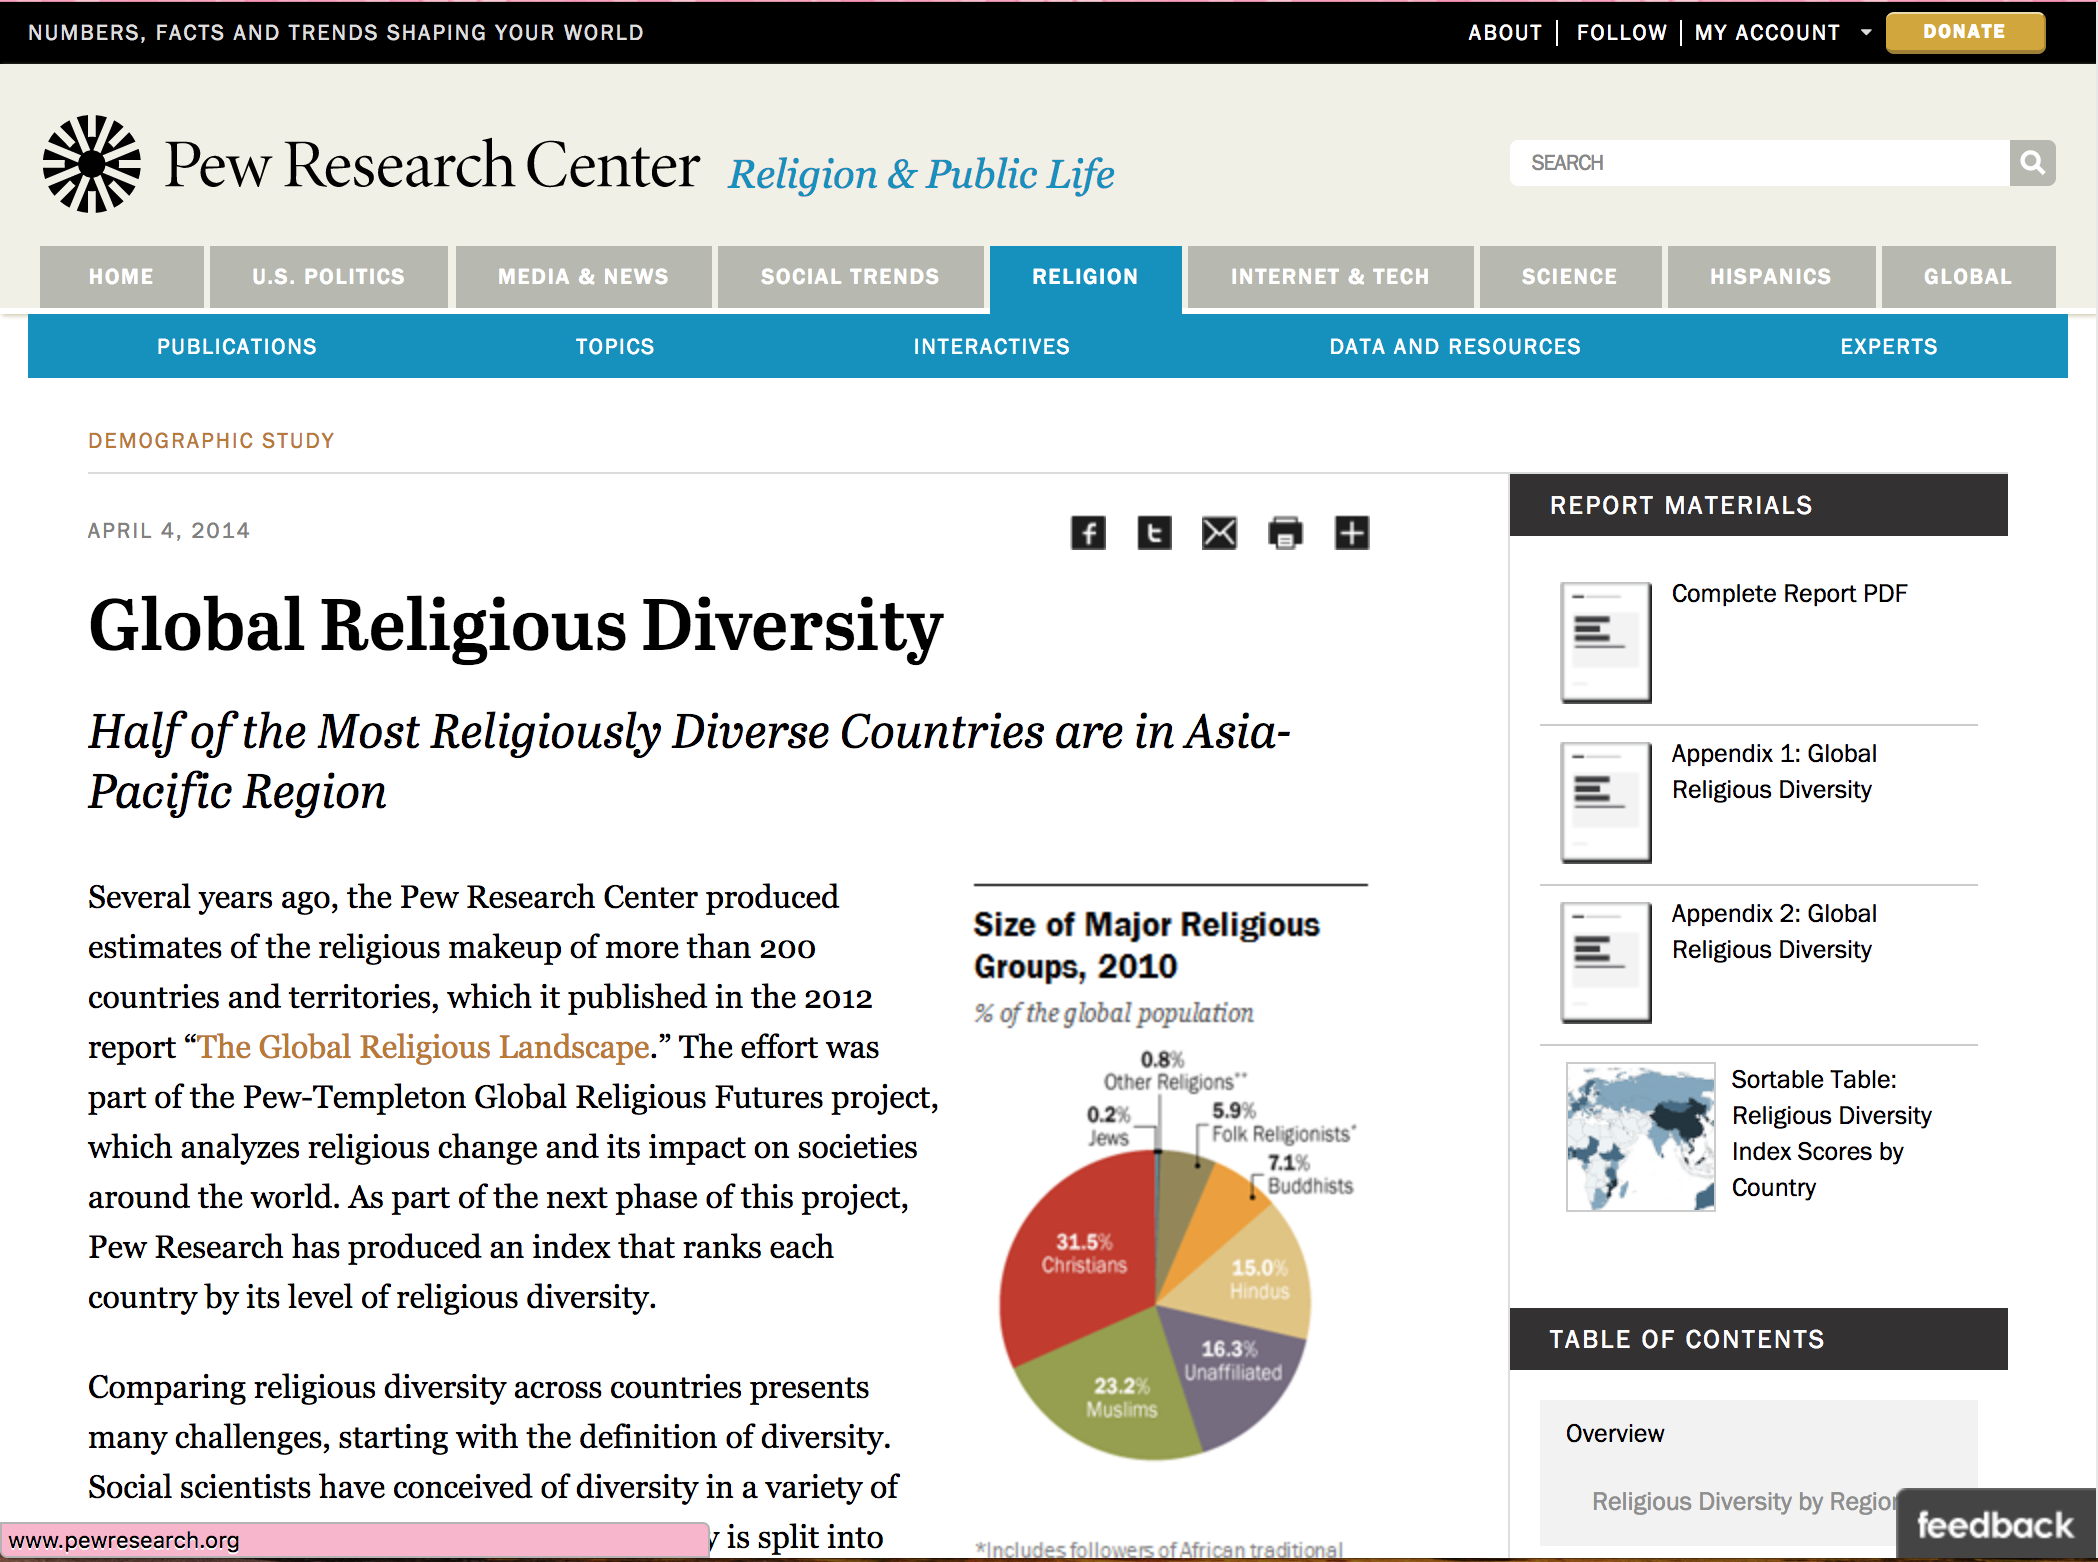 NUMBERS, FACTS AND TRENDS SHAPING YOUR WORLD
ABOUT | FOLLOW | MY ACCOUNT
DONATE
Pew Research Center Religion & Public Life
SEARCH
HOME
U.S. POLITICS
MEDIA & NEWS
SOCIAL TRENDS
RELIGION
INTERNET & TECH
SCIENCE
HISPANICS
GLOBAL
PUBLICATIONS
TOPICS
INTERACTIVES
DATA AND RESOURCES
EXPERTS
DEMOGRAPHIC STUDY
APRIL 4, 2014
Global Religious Diversity
Half of the Most Religiously Diverse Countries are in Asia-
Pacific Region
Several years ago, the Pew Research Center produced
estimates of the religious makeup of more than 200
countries and territories, which it published in the 2012
report “The Global Religious Landscape.” The effort was
part of the Pew-Templeton Global Religious Futures project,
which analyzes religious change and its impact on societies
around the world. As part of the next phase of this project,
Pew Research has produced an index that ranks each
country by its level of religious diversity.
Comparing religious diversity across countries presents
many challenges, starting with the definition of diversity.
Social scientists have conceived of diversity in a variety of
is split into
www.pewresearch.org
Size of Major Religious
Groups, 2010
% of the global population
0.8%
Other Religions**
0.2%
Jews
5.9%
Folk Religionists*
7.1%
Buddhists
31.5%
Christians
15.0%
Hindus
16.3%
Unaffiliated
23.2%
Muslims
*Includes followers of African traditional
REPORT MATERIALS
Complete Report PDF
Appendix 1: Global
Religious Diversity
Appendix 2: Global
Religious Diversity
Sortable Table:
Religious Diversity
Index Scores by
Country
TABLE OF CONTENTS
Overview
Religious Diversity by Region
feedback